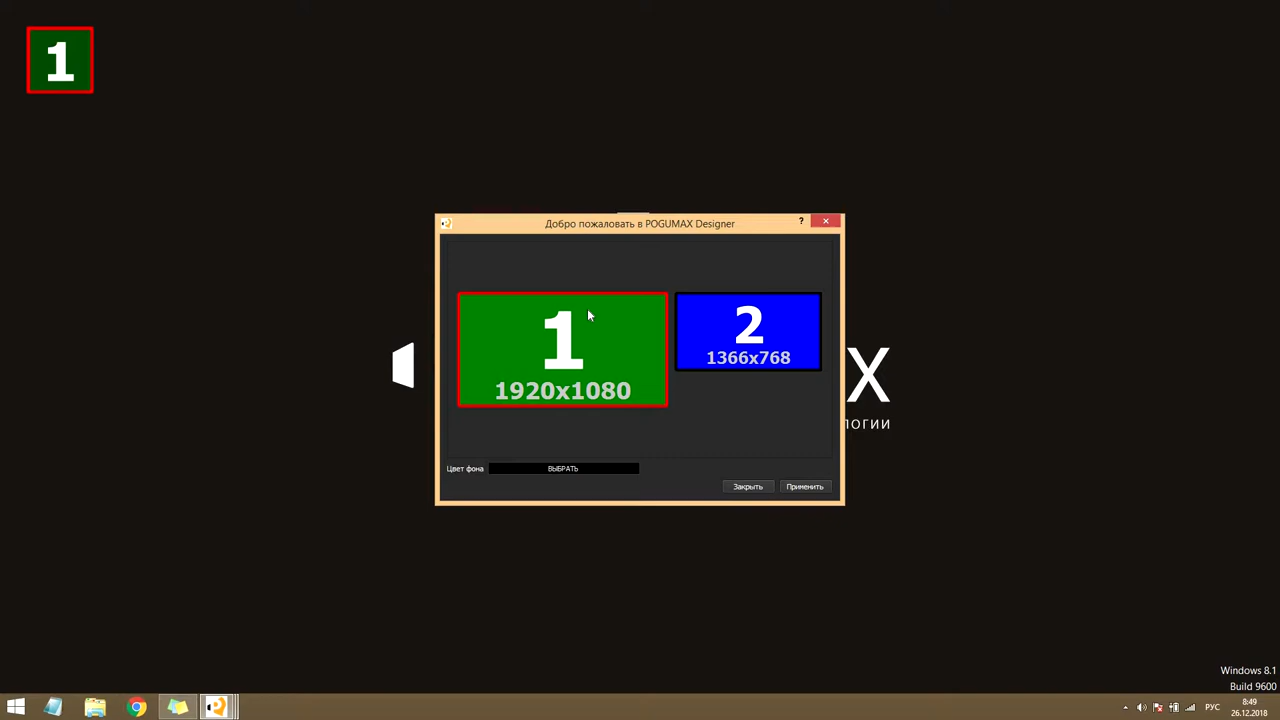 1
Добро пожаловать в POGUMAX Designer
?
1
1920x1080
2
1366x768
X
ЛОГИИ
Цвет фона
ВЫБРАТЬ
Закрыть
Применить
Windows 8.1
Build 9600
РУС
8:49
26.12.2018